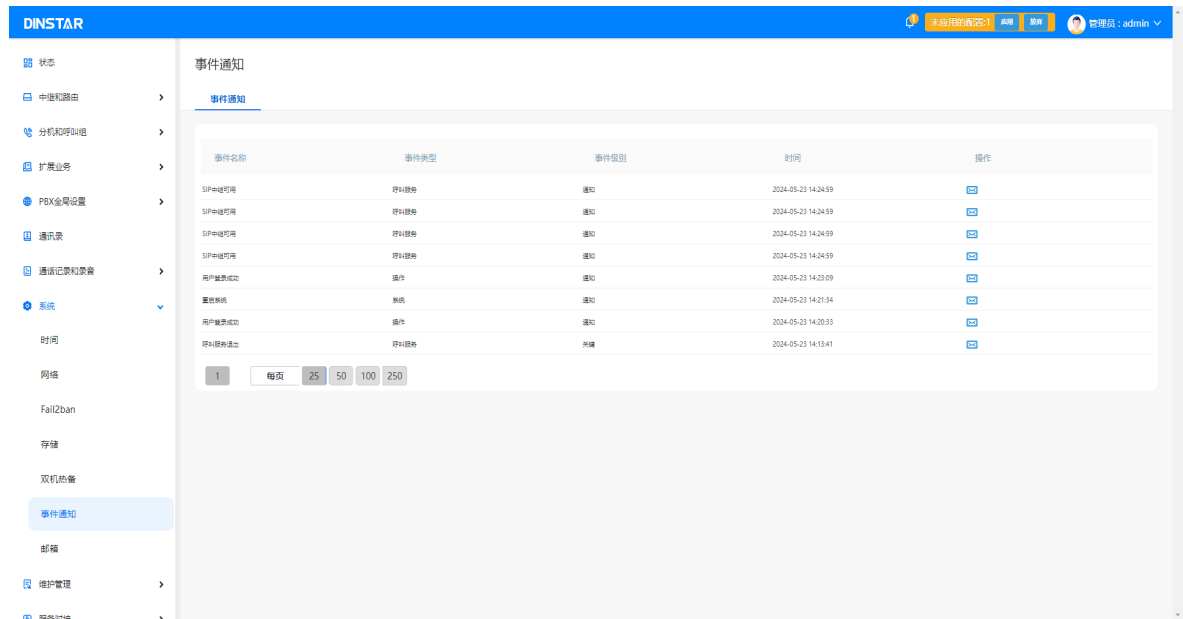 DINSTAR
1
未应用的配置:1 应用 放弃
管理员 : admin
状态
中继和路由
分机和呼叫组
扩展业务
PBX全局设置
通讯录
通话记录和录音
系统
时间
网络
Fail2ban
存储
双机热备
事件通知
邮箱
维护管理
事件通知
事件通知
事件名称 事件类型 事件级别 时间 操作
SIP中继可用 呼叫服务 通知 2024-05-23 14:24:59
SIP中继可用 呼叫服务 通知 2024-05-23 14:24:59
SIP中继可用 呼叫服务 通知 2024-05-23 14:24:59
SIP中继可用 呼叫服务 通知 2024-05-23 14:24:59
用户登录成功 操作 通知 2024-05-23 14:23:09
重启系统 系统 通知 2024-05-23 14:21:34
用户登录成功 操作 通知 2024-05-23 14:20:33
呼叫服务退出 呼叫服务 关键 2024-05-23 14:13:41
1 每页 25 50 100 250